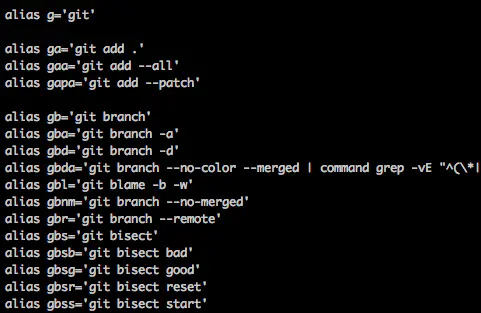 alias g='git'
alias ga='git add .'
alias gaa='git add --all'
alias gapa='git add --patch'
alias gb='git branch'
alias gba='git branch -a'
alias gbd='git branch -d'
alias gbda='git branch --no-color --merged | command grep -vE "^(\*|
alias gbl='git blame -b -w'
alias gbnm='git branch --no-merged'
alias gbr='git branch --remote'
alias gbs='git bisect'
alias gbsb='git bisect bad'
alias gbsg='git bisect good'
alias gbsr='git bisect reset'
alias gbss='git bisect start'